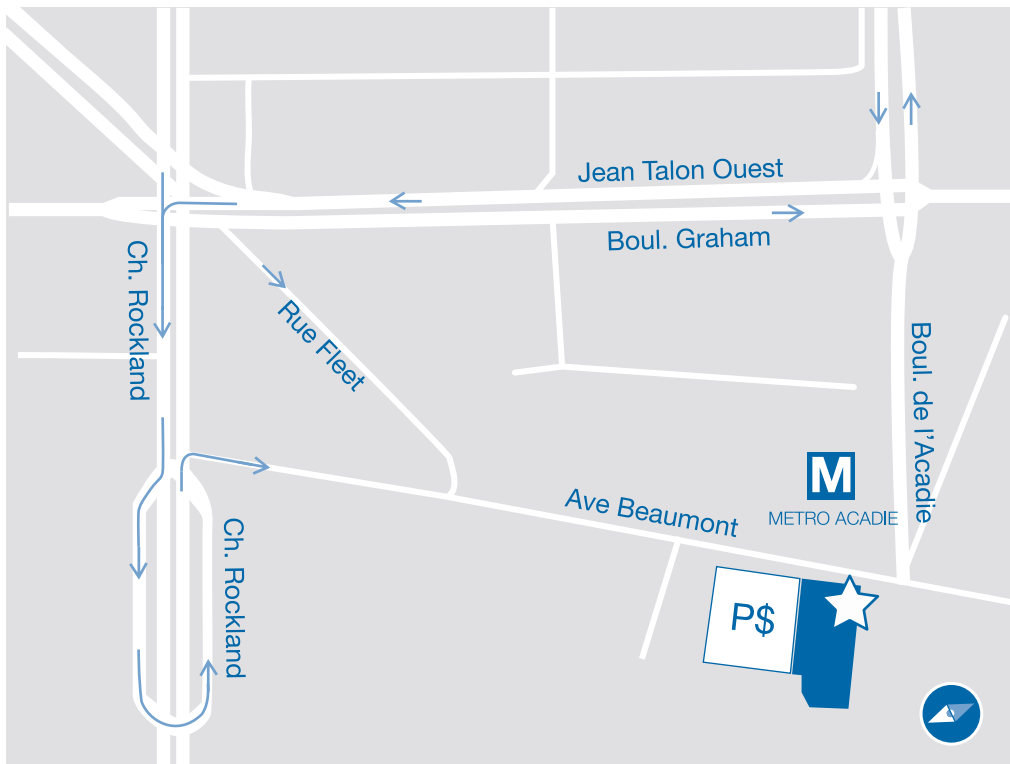 Jean Talon Ouest
Boul. Graham
Ch. Rockland
Rue Fleet
Boul. de l'Acadie
M
METRO ACADIE
Ave Beaumont
Ch. Rockland
P$